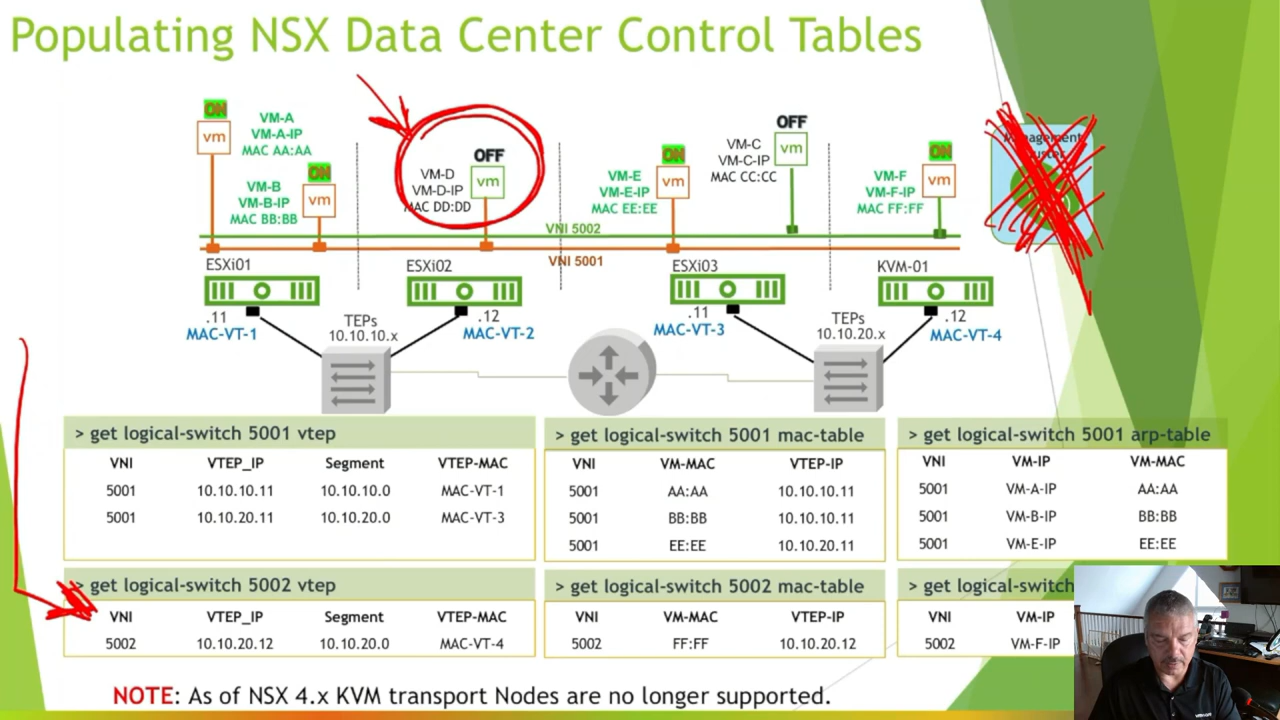 Populating NSX Data Center Control Tables
ON
vm
VM-A
VM-A-IP
MAC AA:AA
ON
vm
VM-B
VM-B-IP
MAC BB:BB
OFF
vm
VM-D
VM-D-IP
MAC DD:DD
ON
vm
VM-E
VM-E-IP
MAC EE:EE
OFF
vm
VM-C
VM-C-IP
MAC CC:CC
ON
vm
VM-F
VM-F-IP
MAC FF:FF
VNI 5002
VNI 5001
ESXi01
.11
MAC-VT-1
ESXi02
.12
MAC-VT-2
TEPs
10.10.10.x
ESXi03
.11
MAC-VT-3
KVM-01
.12
MAC-VT-4
TEPs
10.10.20.x
> get logical-switch 5001 vtep
VNI VTEP_IP Segment VTEP-MAC
5001 10.10.10.11 10.10.10.0 MAC-VT-1
5001 10.10.20.11 10.10.20.0 MAC-VT-3
> get logical-switch 5001 mac-table
VNI VM-MAC VTEP-IP
5001 AA:AA 10.10.10.11
5001 BB:BB 10.10.10.11
5001 EE:EE 10.10.20.11
> get logical-switch 5001 arp-table
VNI VM-IP VM-MAC
5001 VM-A-IP AA:AA
5001 VM-B-IP BB:BB
5001 VM-E-IP EE:EE
> get logical-switch 5002 vtep
VNI VTEP_IP Segment VTEP-MAC
5002 10.10.20.12 10.10.20.0 MAC-VT-4
> get logical-switch 5002 mac-table
VNI VM-MAC VTEP-IP
5002 FF:FF 10.10.20.12
> get logical-switch
VNI VM-IP
5002 VM-F-IP
NOTE: As of NSX 4.x KVM transport Nodes are no longer supported.